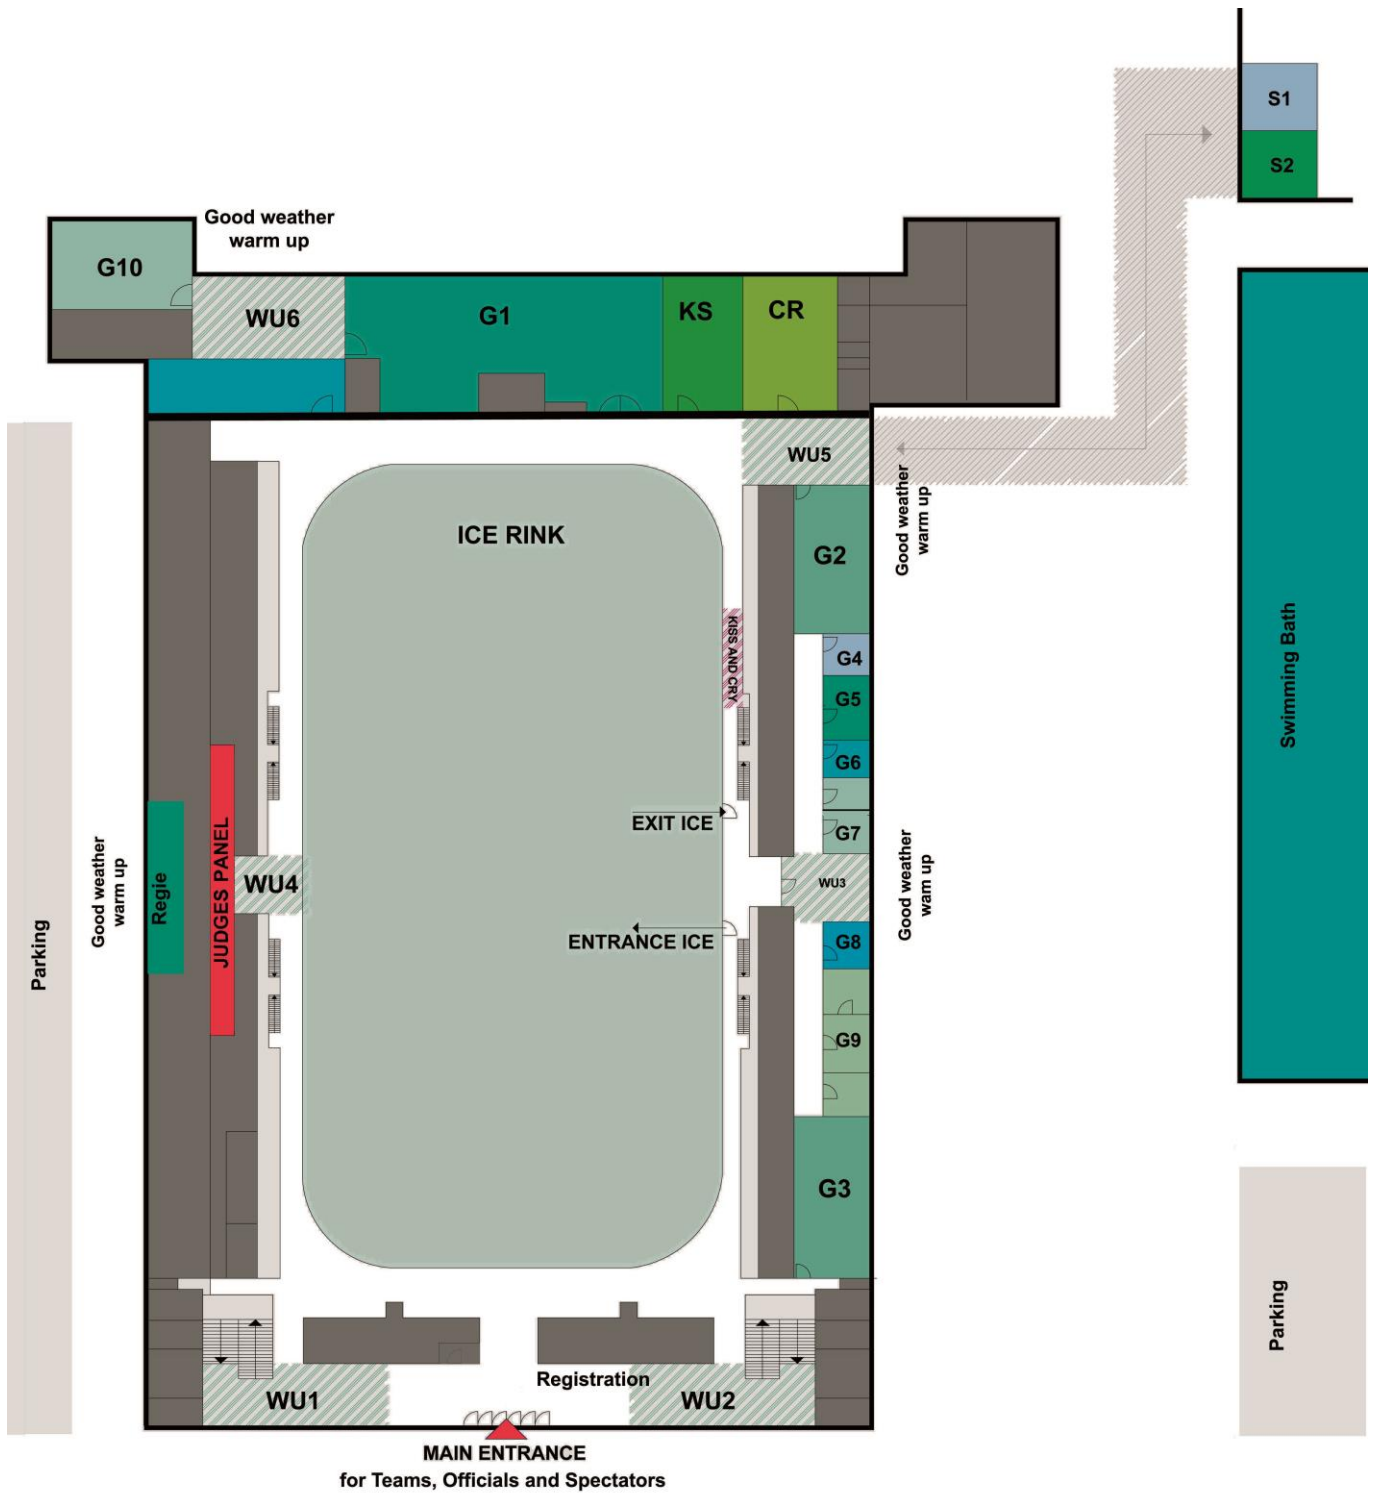 S1
S2
Good weather
warm up
G10
WU6
G1
KS
CR
WU5
Good weather
warm up
ICE RINK
G2
KISS AND CRY
G4
G5
G6
G7
EXIT ICE
Swimming Bath
Good weather
warm up
Regie
JUDGES PANEL
WU4
WU3
Good weather
wam up
Parking
ENTRANCE ICE
G8
G9
G3
Parking
Registration
WU1
WU2
MAIN ENTRANCE
for Teams, Officials and Spectators